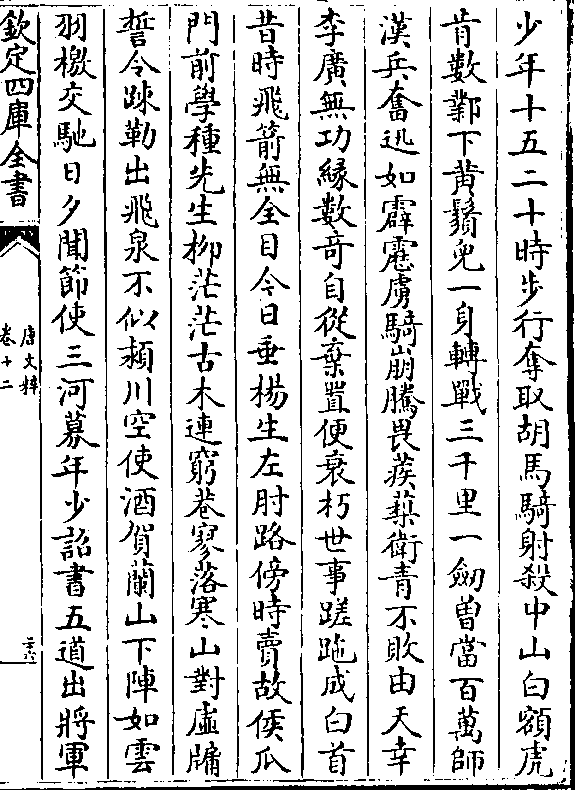 少年十五二十時步行奪取胡馬騎射殺中山白額虎
肯數鄴下黄鬚兒一身轉戰三千里一劒曽當百萬師
漢兵奮迅如霹靂虜騎崩騰畏蒺䔧衛青不敗由天幸
李廣無功縁數竒自從棄置便衰朽世事蹉跎成白首
昔時飛箭無全目今日垂楊生左肘路傍時賣故侯瓜
門前學種先生柳茫茫古木連窮巷寥落寒山對虚牖
誓令踈勒出飛泉不似潁川空使酒賀蘭山下陣如雲
羽檄交馳日夕聞節使三河募年少詔書五道出將軍
欽定四庫全書
唐文粹
卷十二
三六